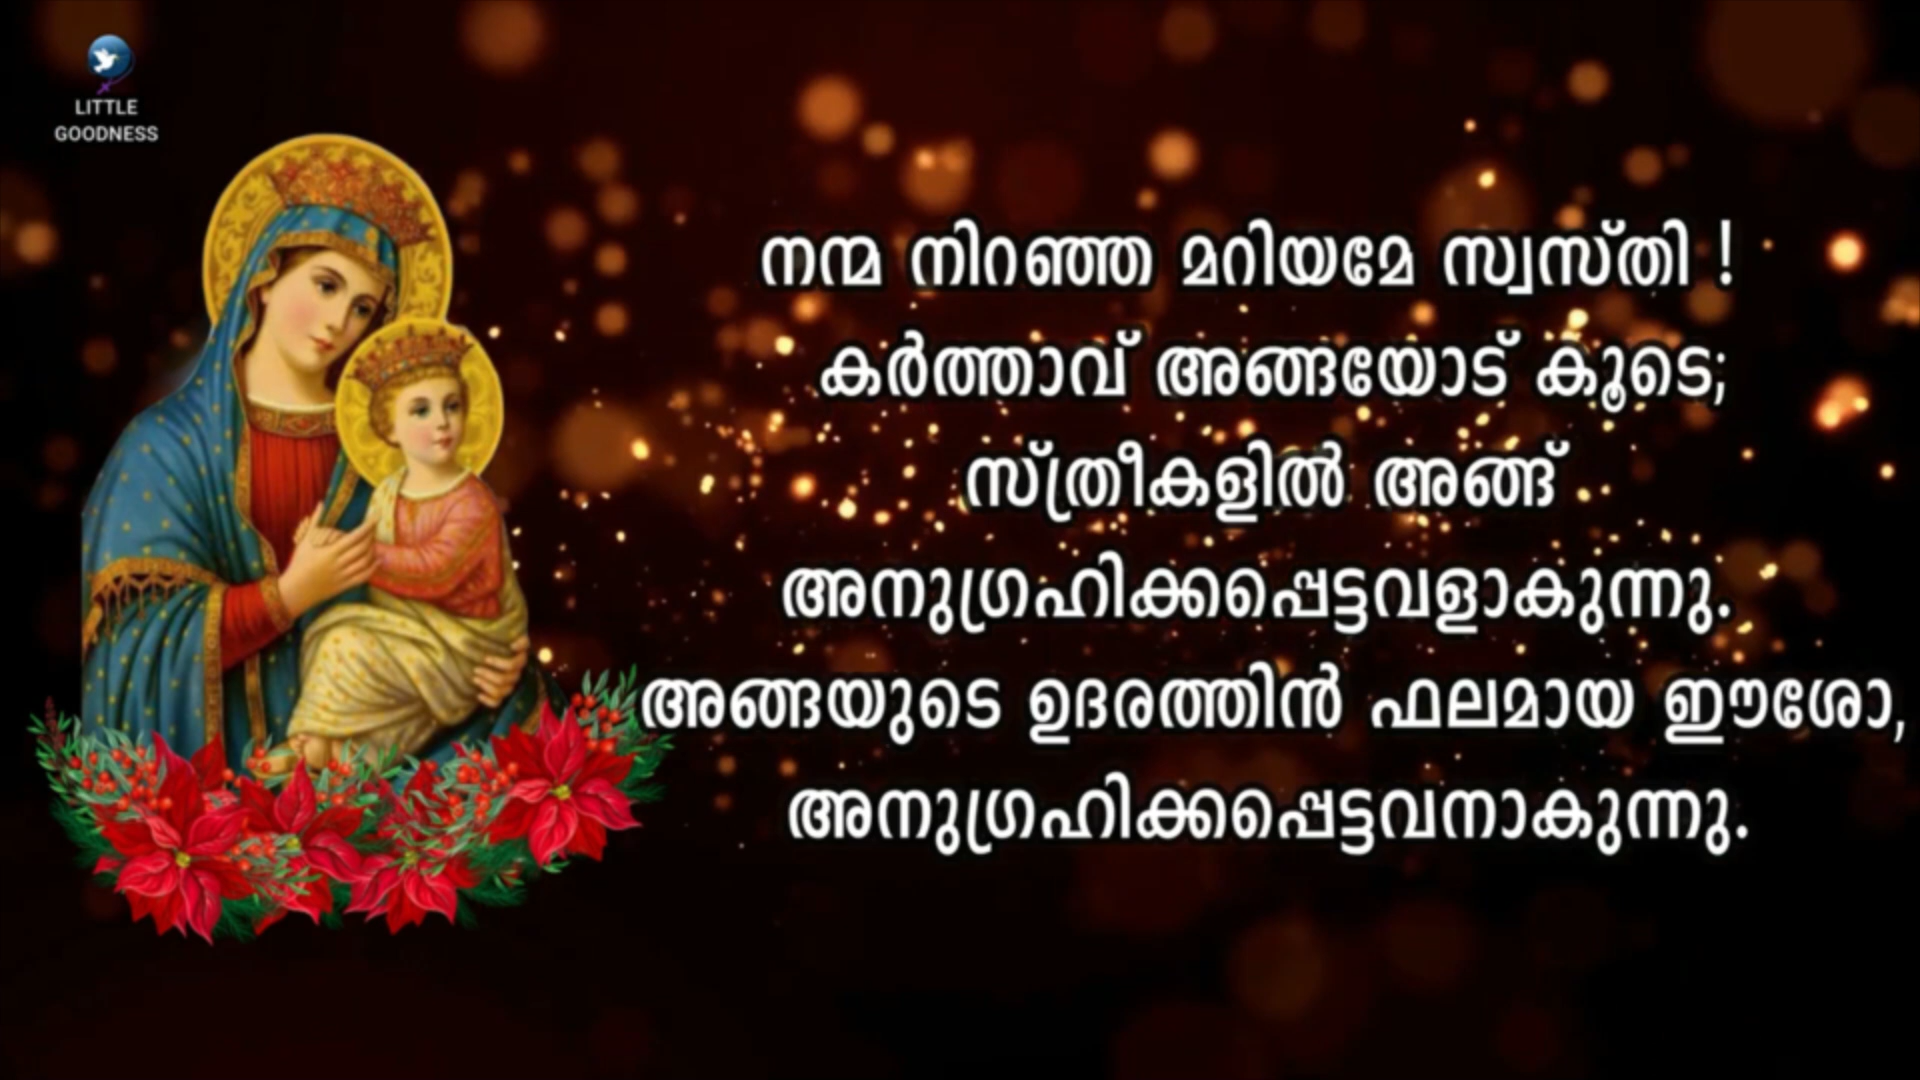 LITTLE
GOODNESS
നന്മ നിറഞ്ഞ മറിയമേ സ്വസ്തി !
കർത്താവ് അങ്ങയോട് കൂടെ;
സ്ത്രീകളിൽ അങ്ങ്
അനുഗ്രഹിക്കപ്പെട്ടവളാകുന്നു.
അങ്ങയുടെ ഉദരത്തിൻ ഫലമായ ഈശോ,
അനുഗ്രഹിക്കപ്പെട്ടവനാകുന്നു.